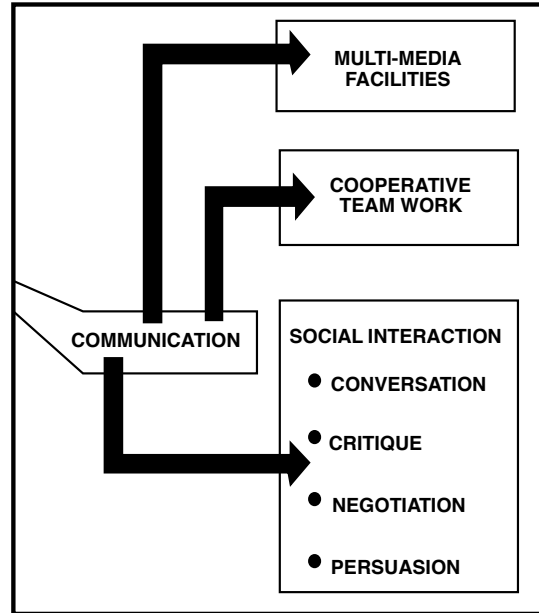 MULTI-MEDIA
FACILITIES
COOPERATIVE
TEAM WORK
COMMUNICATION
SOCIAL INTERACTION
● CONVERSATION
● CRITIQUE
● NEGOTIATION
● PERSUASION